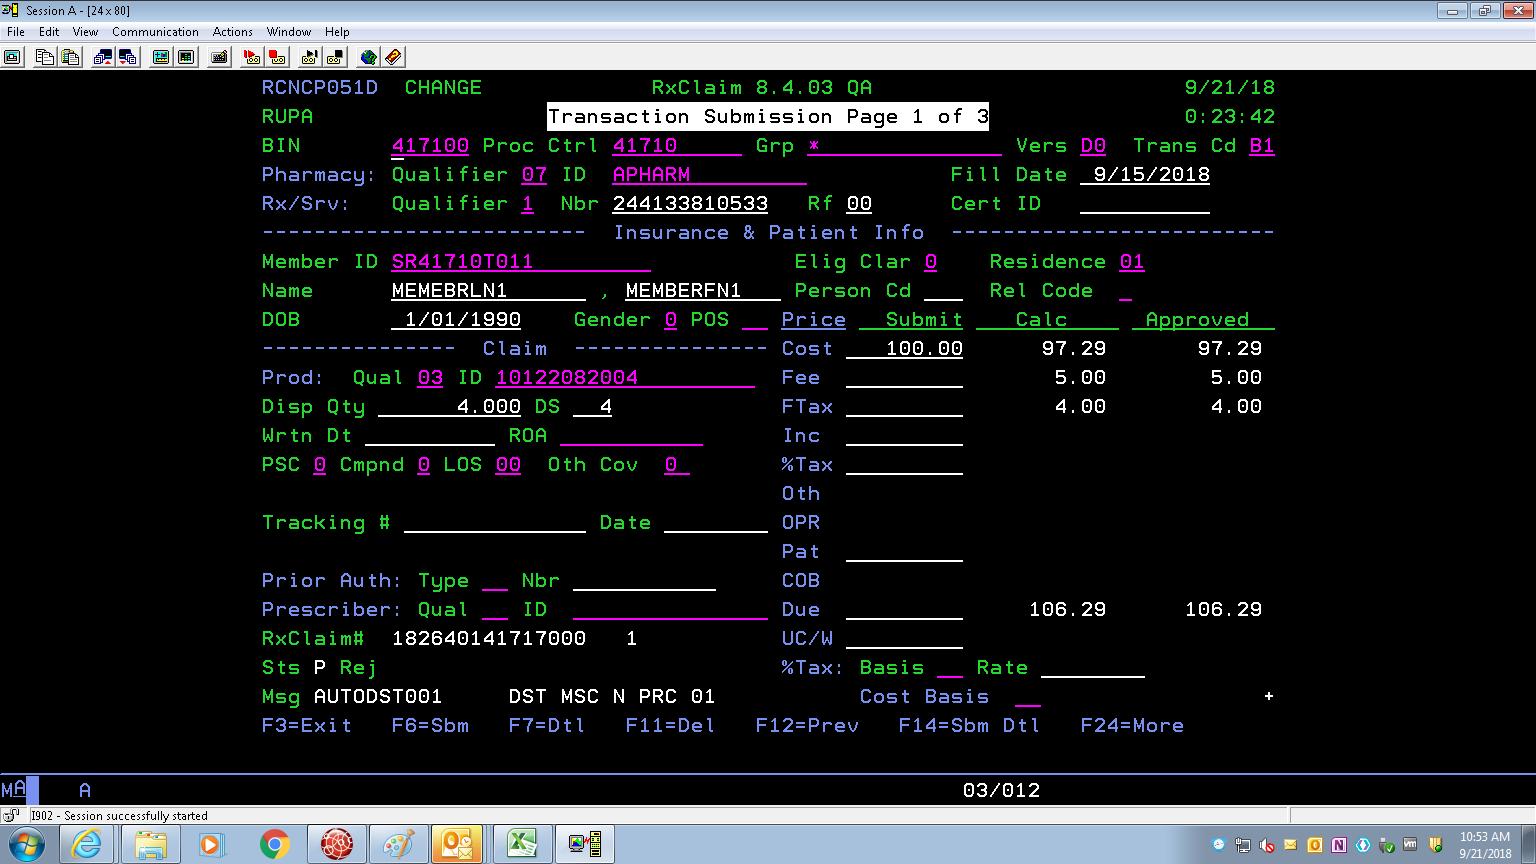 Session A - [24 x 80]
File Edit View Communication Actions Window Help
RCNCP051D CHANGE RxClaim 8.4.03 QA 9/21/18
RUPA Transaction Submission Page 1 of 3 0:23:42
BIN 417100 Proc Ctrl 41710 Grp * Vers D0 Trans Cd B1
Pharmacy: Qualifier 07 ID APHARM Fill Date 9/15/2018
Rx/Srv: Qualifier 1 Nbr 244133810533 Rf 00 Cert ID
------------------------- Insurance & Patient Info -------------------------
Member ID SR41710T011 Elig Clar 0 Residence 01
Name MEMEBRLN1 , MEMBERFN1 Person Cd Rel Code
DOB 1/01/1990 Gender 0 POS Price Submit Calc Approved
--------------- Claim --------------- Cost 100.00 97.29 97.29
Prod: Qual 03 ID 10122082004 Fee 5.00 5.00
Disp Qty 4.000 DS 4 FTax 4.00 4.00
Wrtn Dt ROA Inc
PSC 0 Cmpnd 0 LOS 00 Oth Cov 0 %Tax
Oth
Tracking # Date OPR
Pat
Prior Auth: Type Nbr COB
Prescriber: Qual ID Due 106.29 106.29
RxClaim# 182640141717000 1 UC/W
Sts P Rej %Tax: Basis Rate
Msg AUTODST001 DST MSC N PRC 01 Cost Basis +
F3=Exit F6=Sbm F7=Dtl F11=Del F12=Prev F14=Sbm Dtl F24=More
MA A 03/012
I902 - Session successfully started
10:53 AM
9/21/2018